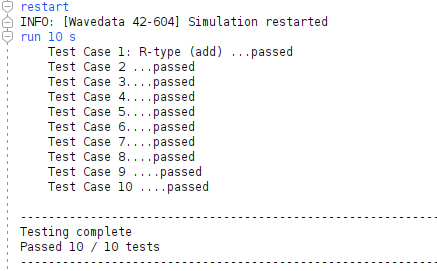 restart
INFO: [Wavedata 42-604] Simulation restarted
run 10 s
Test Case 1: R-type (add) ...passed
Test Case 2 ...passed
Test Case 3....passed
Test Case 4....passed
Test Case 5....passed
Test Case 6....passed
Test Case 7....passed
Test Case 8....passed
Test Case 9 ....passed
Test Case 10 ....passed
--------------------------------------------------------
Testing complete
Passed 10 / 10 tests
--------------------------------------------------------